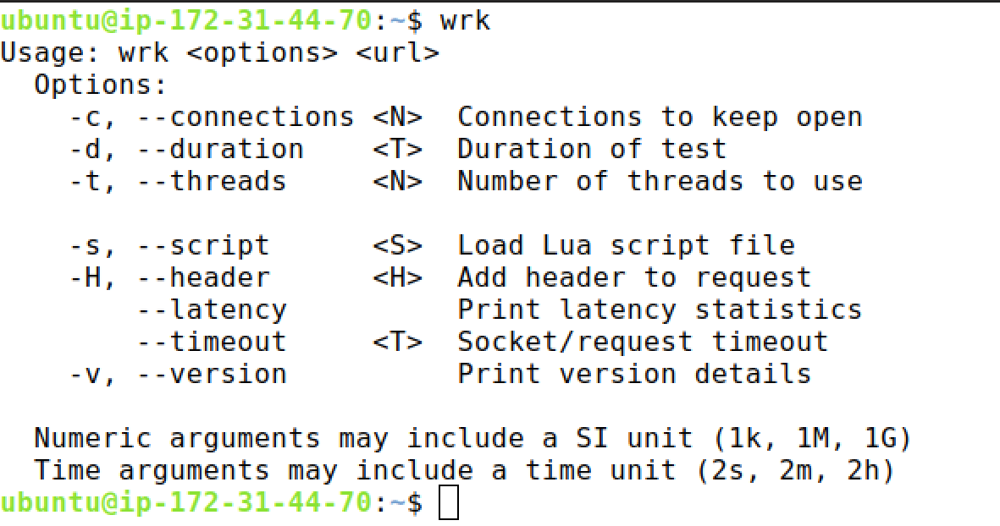 ubuntu@ip-172-31-44-70:~$ wrk
Usage: wrk <options> <url>
  Options:
    -c, --connections <N>  Connections to keep open
    -d, --duration    <T>  Duration of test
    -t, --threads     <N>  Number of threads to use

    -s, --script      <S>  Load Lua script file
    -H, --header      <H>  Add header to request
        --latency          Print latency statistics
        --timeout     <T>  Socket/request timeout
    -v, --version          Print version details

  Numeric arguments may include a SI unit (1k, 1M, 1G)
  Time arguments may include a time unit (2s, 2m, 2h)
ubuntu@ip-172-31-44-70:~$